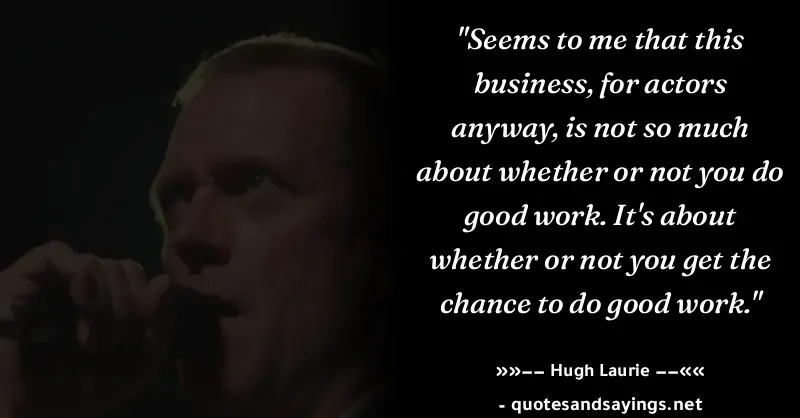 "Seems to me that this
business, for actors
anyway, is not so much
about whether or not you do
good work. It's about
whether or not you get the
chance to do good work."
»»−− Hugh Laurie −−««
- quotesandsayings.net